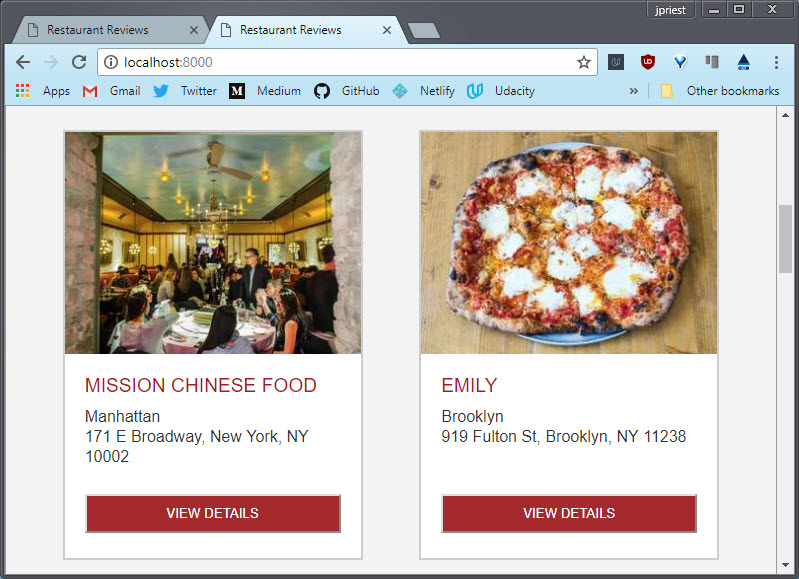 jpriest
Restaurant Reviews
Restaurant Reviews
localhost:8000
Apps
Gmail
Twitter
Medium
GitHub
Netlify
Udacity
»
Other bookmarks
MISSION CHINESE FOOD
Manhattan
171 E Broadway, New York, NY
10002
VIEW DETAILS
EMILY
Brooklyn
919 Fulton St, Brooklyn, NY 11238
VIEW DETAILS